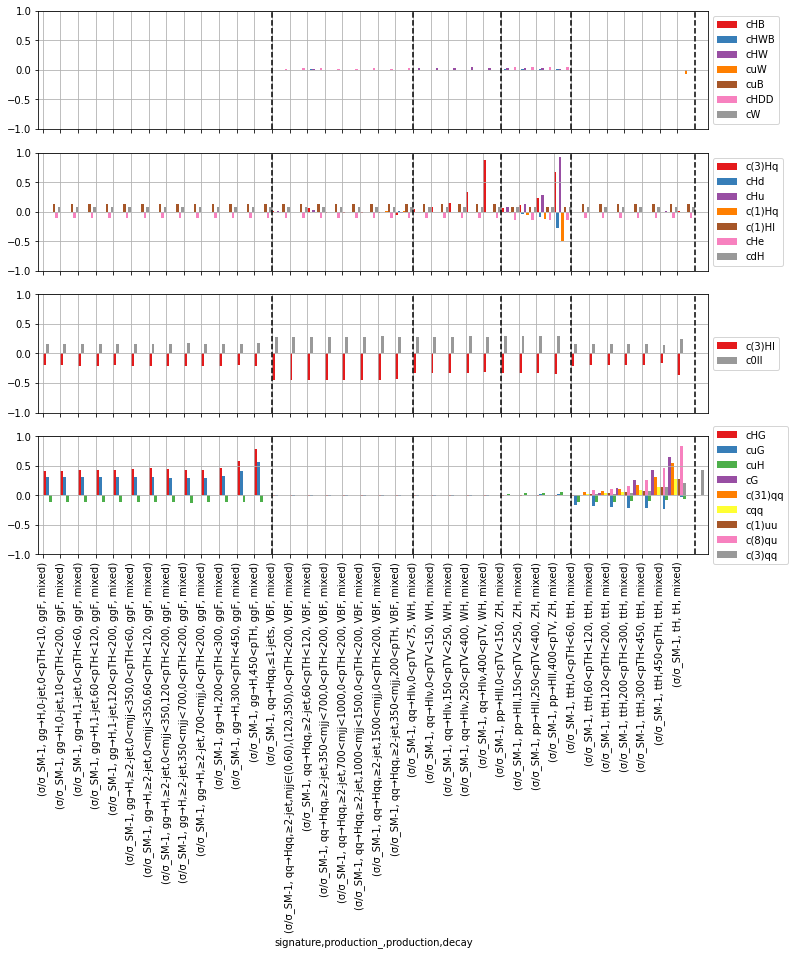 1.0
0.5
0.0
−0.5
−1.0
cHB
cHWB
cHW
cuW
cuB
cHDD
cW
1.0
0.5
0.0
−0.5
−1.0
c(3)Hq
cHd
cHu
c(1)Hq
c(1)Hl
cHe
cdH
1.0
0.5
0.0
−0.5
−1.0
c(3)Hl
c0ll
1.0
0.5
0.0
−0.5
−1.0
cHG
cuG
cuH
cG
c(31)qq
cqq
c(1)uu
c(8)qu
c(3)qq
(σ/σ_SM-1, gg→H,0-jet,0<pTH<10, ggF, mixed)
(σ/σ_SM-1, gg→H,0-jet,10<pTH<200, ggF, mixed)
(σ/σ_SM-1, gg→H,1-jet,0<pTH<60, ggF, mixed)
(σ/σ_SM-1, gg→H,1-jet,60<pTH<120, ggF, mixed)
(σ/σ_SM-1, gg→H,1-jet,120<pTH<200, ggF, mixed)
(σ/σ_SM-1, gg→H,≥2-jet,0<mjj<350,0<pTH<60, ggF, mixed)
(σ/σ_SM-1, gg→H,≥2-jet,0<mjj<350,60<pTH<120, ggF, mixed)
(σ/σ_SM-1, gg→H,≥2-jet,0<mjj<350,120<pTH<200, ggF, mixed)
(σ/σ_SM-1, gg→H,≥2-jet,350<mjj<700,0<pTH<200, ggF, mixed)
(σ/σ_SM-1, gg→H,≥2-jet,700<mjj,0<pTH<200, ggF, mixed)
(σ/σ_SM-1, gg→H,200<pTH<300, ggF, mixed)
(σ/σ_SM-1, gg→H,300<pTH<450, ggF, mixed)
(σ/σ_SM-1, gg→H,450<pTH, ggF, mixed)
(σ/σ_SM-1, qq→Hqq,≤1-jets, VBF, mixed)
(σ/σ_SM-1, qq→Hqq,≥2-jet,mjj∈(0,60),(120,350),0<pTH<200, VBF, mixed)
(σ/σ_SM-1, qq→Hqq,≥2-jet,60<mjj<120, VBF, mixed)
(σ/σ_SM-1, qq→Hqq,≥2-jet,350<mjj<700,0<pTH<200, VBF, mixed)
(σ/σ_SM-1, qq→Hqq,≥2-jet,700<mjj<1000,0<pTH<200, VBF, mixed)
(σ/σ_SM-1, qq→Hqq,≥2-jet,1000<mjj<1500,0<pTH<200, VBF, mixed)
(σ/σ_SM-1, qq→Hqq,≥2-jet,1500<mjj,0<pTH<200, VBF, mixed)
(σ/σ_SM-1, qq→Hqq,≥2-jet,350<mjj,200<pTH, VBF, mixed)
(σ/σ_SM-1, qq→Hlν,0<pTV<75, WH, mixed)
(σ/σ_SM-1, qq→Hlν,75<pTV<150, WH, mixed)
(σ/σ_SM-1, qq→Hlν,150<pTV<250, WH, mixed)
(σ/σ_SM-1, qq→Hlν,250<pTV<400, WH, mixed)
(σ/σ_SM-1, qq→Hlν,400<pTV, WH, mixed)
(σ/σ_SM-1, pp→Hll,0<pTV<150, ZH, mixed)
(σ/σ_SM-1, pp→Hll,150<pTV<250, ZH, mixed)
(σ/σ_SM-1, pp→Hll,250<pTV<400, ZH, mixed)
(σ/σ_SM-1, pp→Hll,400<pTV, ZH, mixed)
(σ/σ_SM-1, ttH,0<pTH<60, ttH, mixed)
(σ/σ_SM-1, ttH,60<pTH<120, ttH, mixed)
(σ/σ_SM-1, ttH,120<pTH<200, ttH, mixed)
(σ/σ_SM-1, ttH,200<pTH<300, ttH, mixed)
(σ/σ_SM-1, ttH,300<pTH<450, ttH, mixed)
(σ/σ_SM-1, ttH,450<pTH, ttH, mixed)
(σ/σ_SM-1, tH, tH, mixed)
signature,production_,production,decay